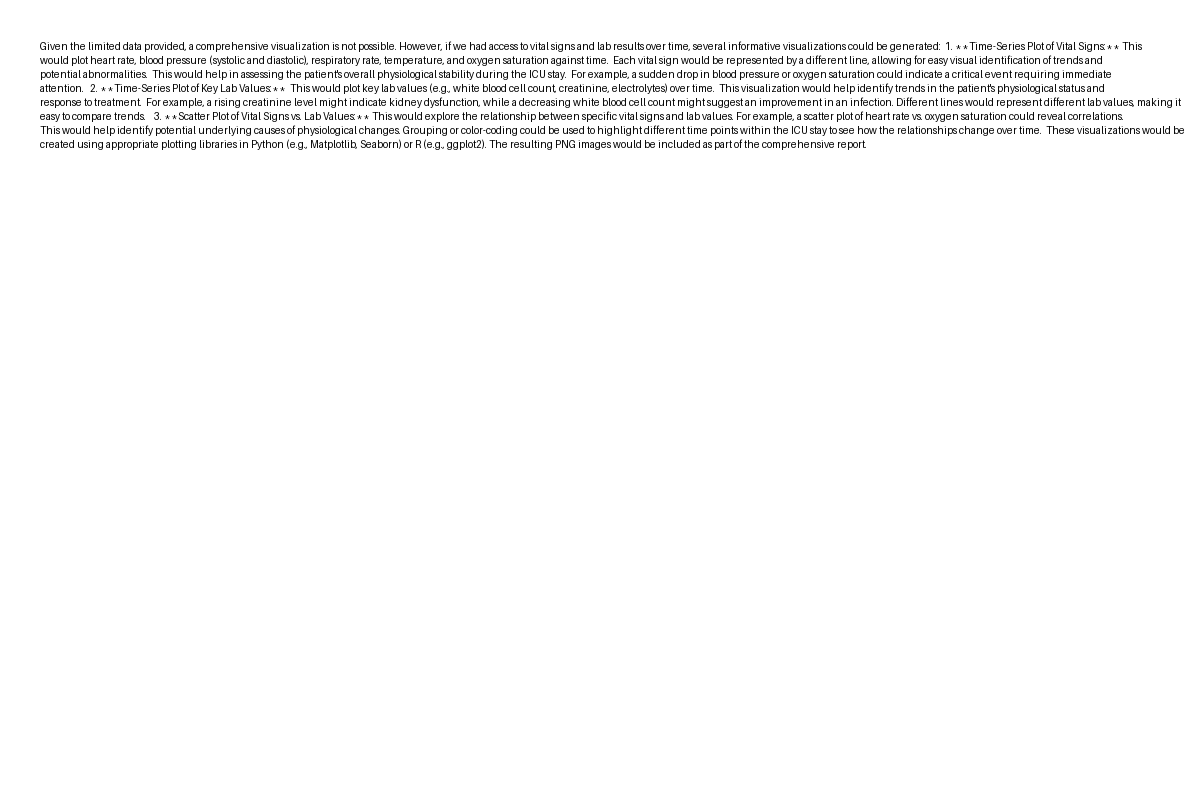 Given the limited data provided, a comprehensive visualization is not possible. However, if we had access to vital signs and lab results over time, several informative visualizations could be generated:  1. **Time-Series Plot of Vital Signs:** This
would plot heart rate, blood pressure (systolic and diastolic), respiratory rate, temperature, and oxygen saturation against time.  Each vital sign would be represented by a different line, allowing for easy visual identification of trends and
potential abnormalities.  This would help in assessing the patient's overall physiological stability during the ICU stay.  For example, a sudden drop in blood pressure or oxygen saturation could indicate a critical event requiring immediate
attention.  2. **Time-Series Plot of Key Lab Values:**  This would plot key lab values (e.g., white blood cell count, creatinine, electrolytes) over time.  This visualization would help identify trends in the patient's physiological status and
response to treatment.  For example, a rising creatinine level might indicate kidney dysfunction, while a decreasing white blood cell count might suggest an improvement in an infection. Different lines would represent different lab values, making it
easy to compare trends.   3. **Scatter Plot of Vital Signs vs. Lab Values:** This would explore the relationship between specific vital signs and lab values. For example, a scatter plot of heart rate vs. oxygen saturation could reveal correlations.
This would help identify potential underlying causes of physiological changes. Grouping or color-coding could be used to highlight different time points within the ICU stay to see how the relationships change over time.  These visualizations would be
created using appropriate plotting libraries in Python (e.g., Matplotlib, Seaborn) or R (e.g., ggplot2). The resulting PNG images would be included as part of the comprehensive report.